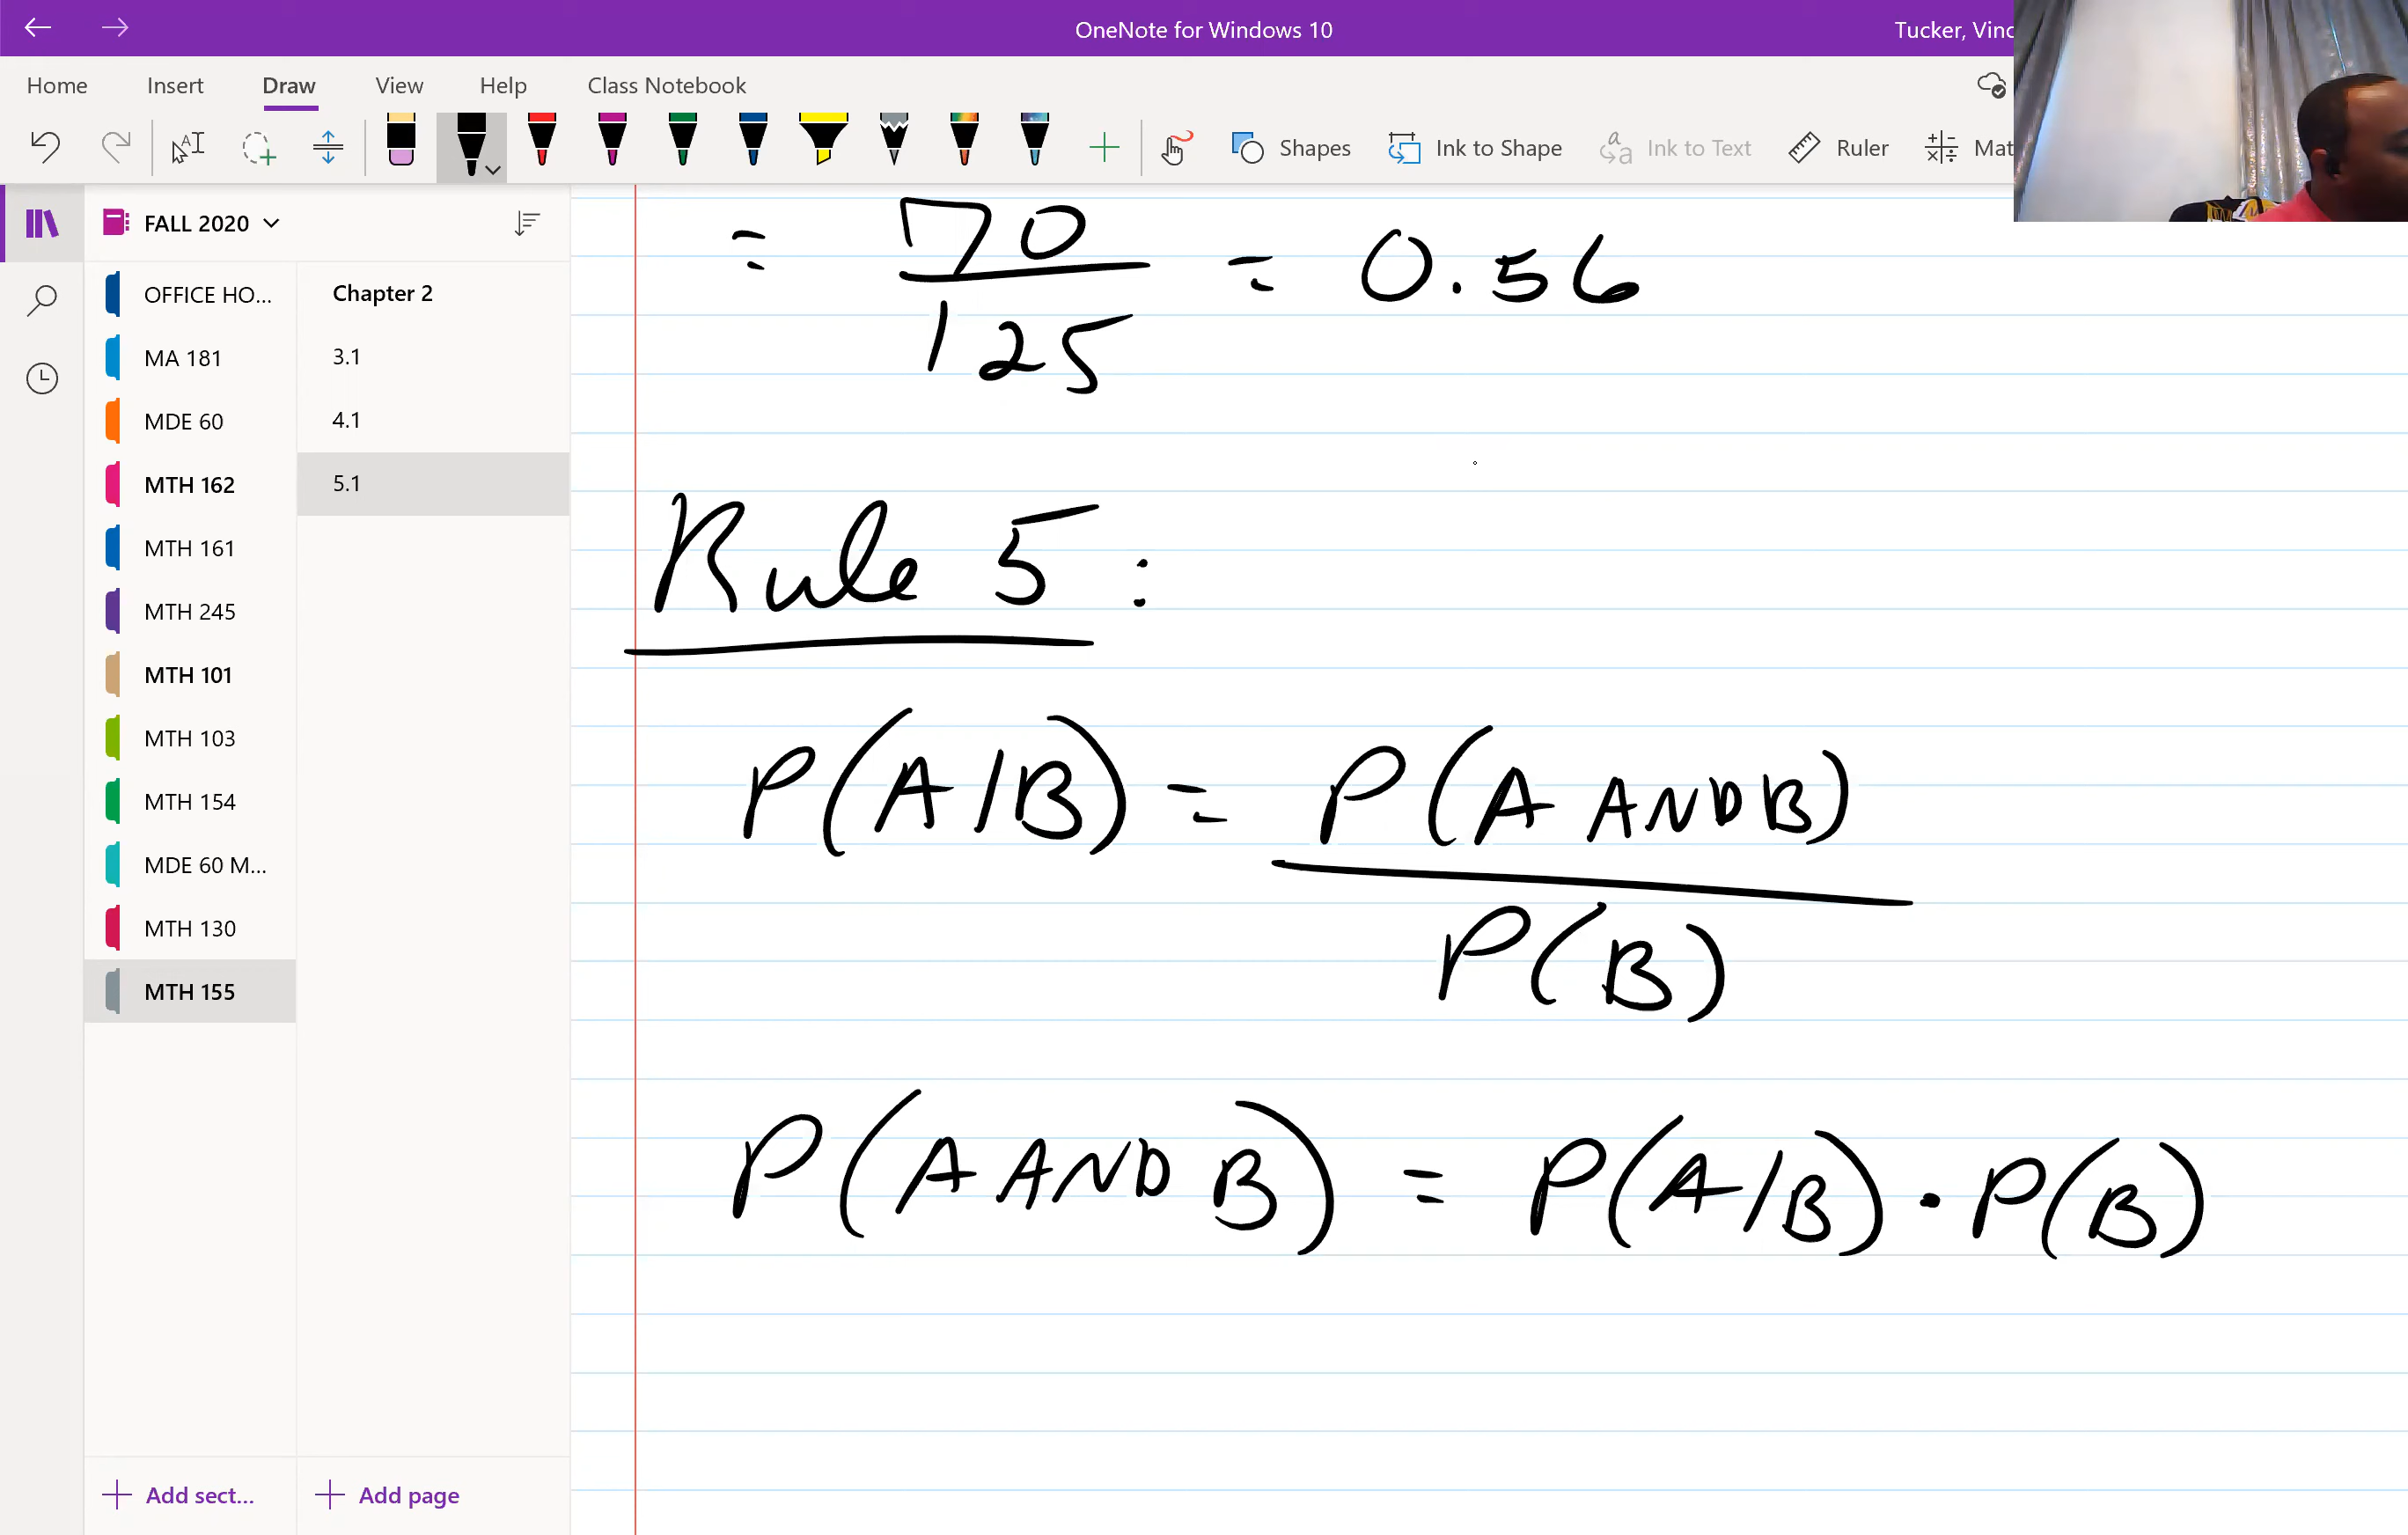 OneNote for Windows 10
Tucker, Vinc
Home Insert Draw View Help Class Notebook
Shapes Ink to Shape Ink to Text Ruler Mat
FALL 2020
OFFICE HO...
MA 181
MDE 60
MTH 162
MTH 161
MTH 245
MTH 101
MTH 103
MTH 154
MDE 60 M...
MTH 130
MTH 155
Add sect...
Chapter 2
3.1
4.1
5.1
Add page
= 70/125 = 0.56
Rule 5:
P(A/B) = P(A AND B)
P(B)
P(A AND B) = P(A/B) · P(B)